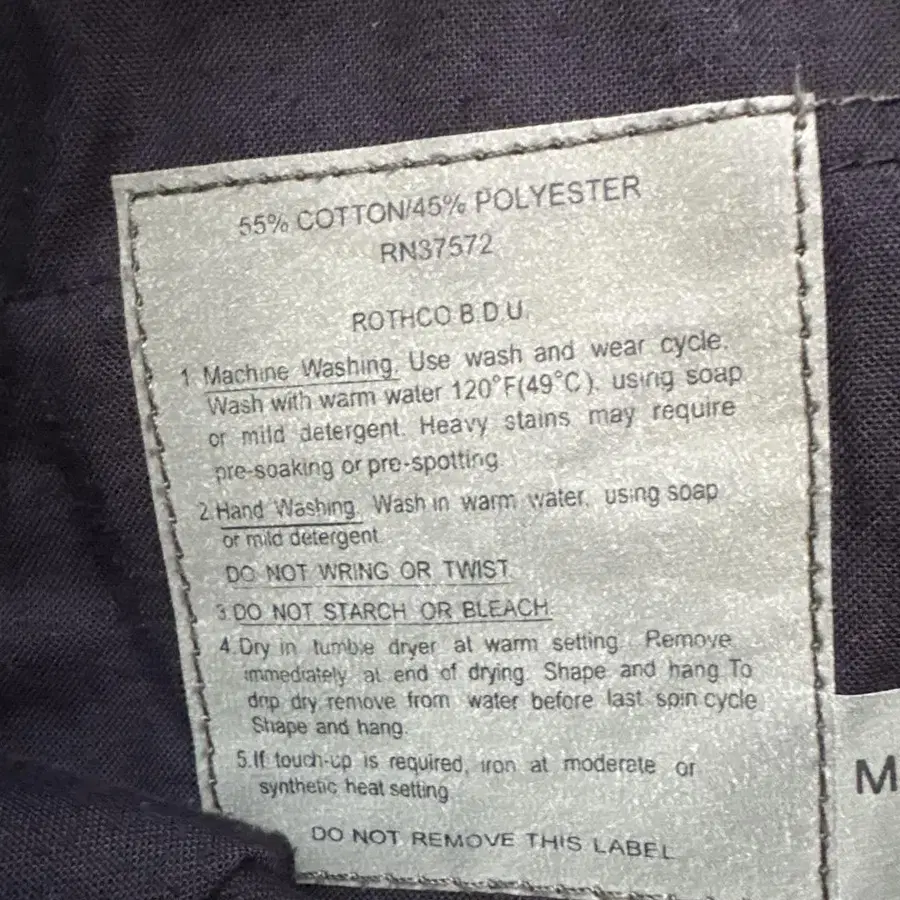 55% COTTON/45% POLYESTER
RN37572
ROTHCO B.D.U.
1. Machine Washing. Use wash and wear cycle.
Wash with warm water 120°F(49°C), using soap
or mild detergent. Heavy stains may require
pre-soaking or pre-spotting.
2. Hand Washing. Wash in warm water, using soap
or mild detergent.
DO NOT WRING OR TWIST
3. DO NOT STARCH OR BLEACH.
4. Dry in tumble dryer at warm setting. Remove
immediately at end of drying. Shape and hang To
drip dry remove from water before last spin cycle
Shape and hang.
5. If touch-up is required, iron at moderete or
synthetic heat setting
DO NOT REMOVE THIS LABEL
M